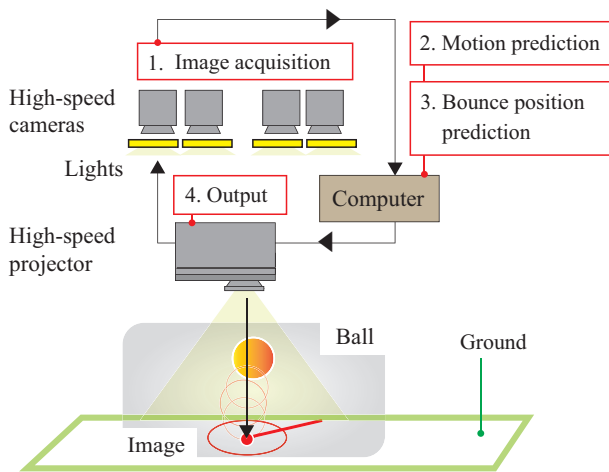 1. Image acquisition
2. Motion prediction
3. Bounce position
prediction
High-speed
cameras
Lights
4. Output
Computer
High-speed
projector
Ball
Ground
Image